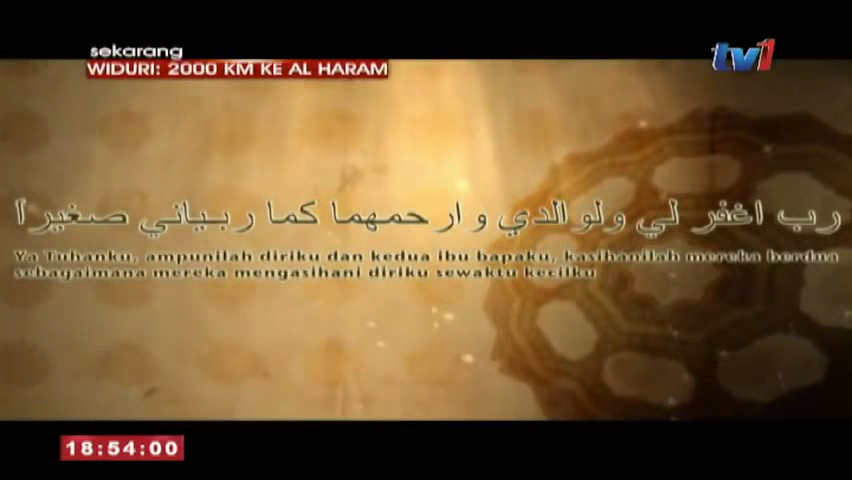 sekarang
WIDURI: 2000 KM KE AL HARAM
tv1
رب اغفر لي ولوالدي وارحمهما كما ربياني صغيرآ
Ya Tuhanku, ampunilah diriku dan kedua ibu bapaku, kasihanilah mereka berdua
sebagaimana mereka mengasihani diriku sewaktu kecilku
18:54:00